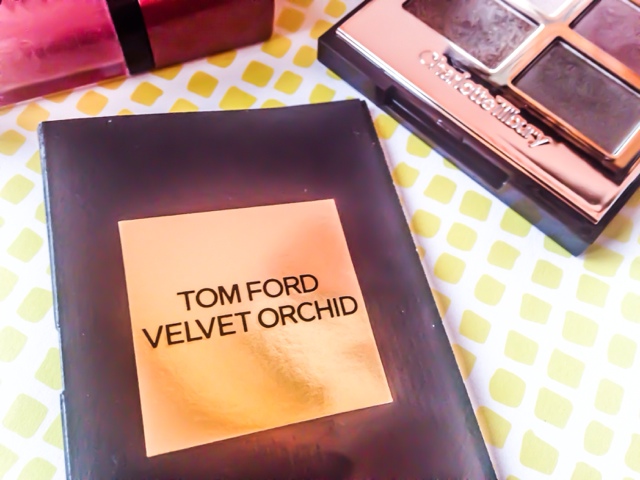 Charlotte Tilbury
TOM FORD
VELVET ORCHID